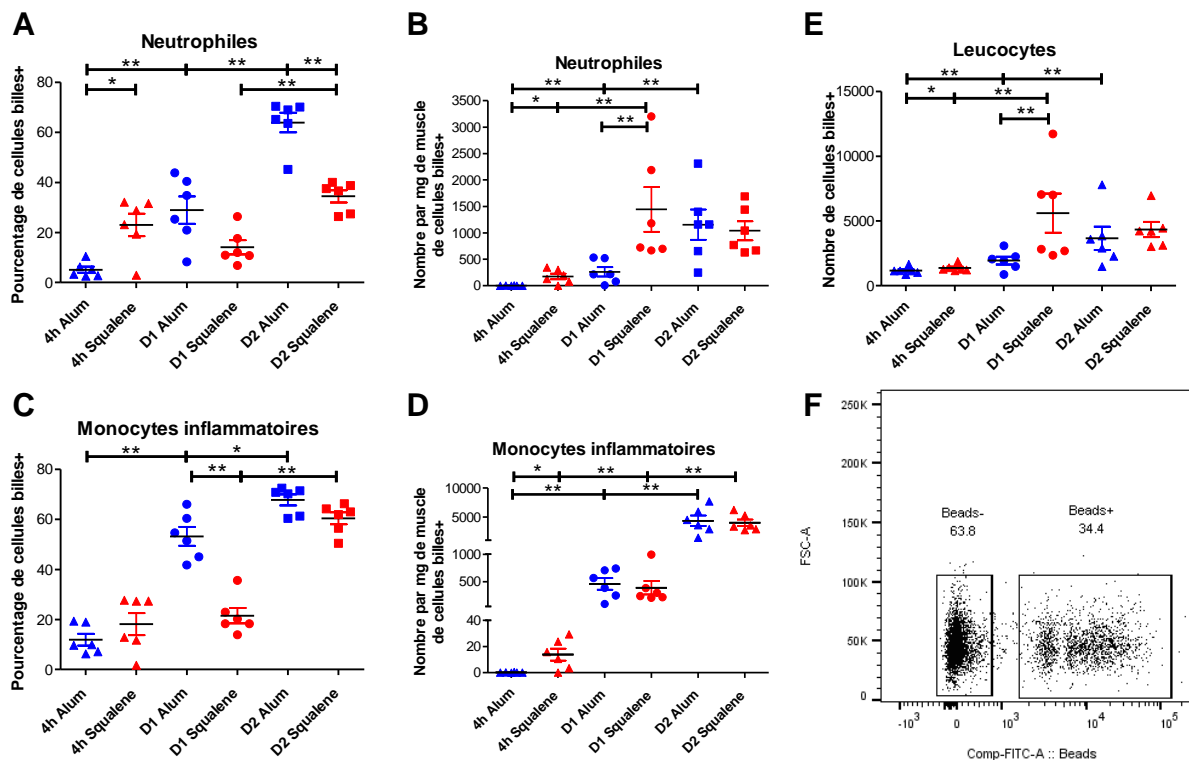 A
Neutrophiles
**
**
**
*
**
Pourcentage de cellules billes+
80
60
40
20
0
4h Alum
4h Squalene
D1 Alum
D1 Squalene
D2 Alum
D2 Squalene
B
Neutrophiles
**
**
*
**
**
Nombre par mg de muscle
de cellules billes+
3500
3000
2500
2000
1500
1000
500
0
4h Alum
4h Squalene
D1 Alum
D1 Squalene
D2 Alum
D2 Squalene
E
Leucocytes
**
**
*
**
**
Nombre de cellules billes+
15000
10000
5000
0
4h Alum
4h Squalene
D1 Alum
D1 Squalene
D2 Alum
D2 Squalene
C
Monocytes inflammatoires
**
*
**
**
Pourcentage de cellules billes+
80
60
40
20
0
4h Alum
4h Squalene
D1 Alum
D1 Squalene
D2 Alum
D2 Squalene
D
Monocytes inflammatoires
*
**
**
**
**
Nombre par mg de muscle
de cellules billes+
10000
5000
1000
500
40
20
0
4h Alum
4h Squalene
D1 Alum
D1 Squalene
D2 Alum
D2 Squalene
F
FSC-A
250K
200K
150K
100K
50K
0
Beads-
63.8
Beads+
34.4
-10³
0
10³
10⁴
10⁵
Comp-FITC-A :: Beads